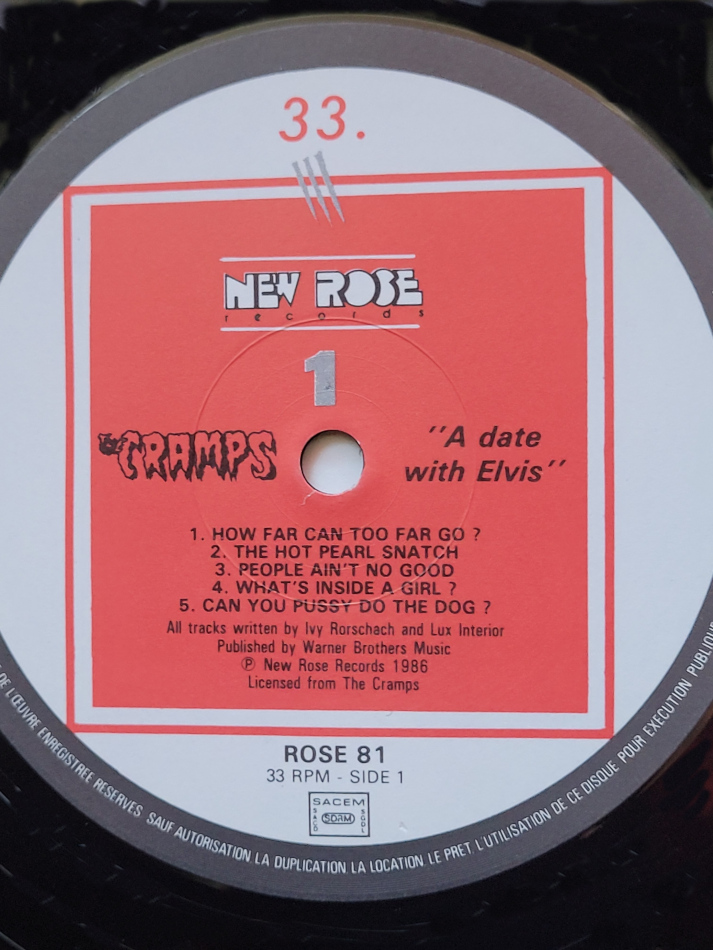 33.
NEW ROSE
records
1
THE CRAMPS
"A date
with Elvis"
1. HOW FAR CAN TOO FAR GO ?
2. THE HOT PEARL SNATCH
3. PEOPLE AIN'T NO GOOD
4. WHAT'S INSIDE A GIRL ?
5. CAN YOU PUSSY DO THE DOG ?
All tracks written by Ivy Rorschach and Lux Interior
Published by Warner Brothers Music
℗ New Rose Records 1986
Licensed from The Cramps
ROSE 81
33 RPM - SIDE 1
SACEM
SACD SDRM SGDL
DE L'ŒUVRE ENREGISTREE RESERVES. SAUF AUTORISATION LA DUPLICATION LA LOCATION LE PRET L'UTILISATION DE CE DISQUE POUR EXECUTION PUBLIQUE